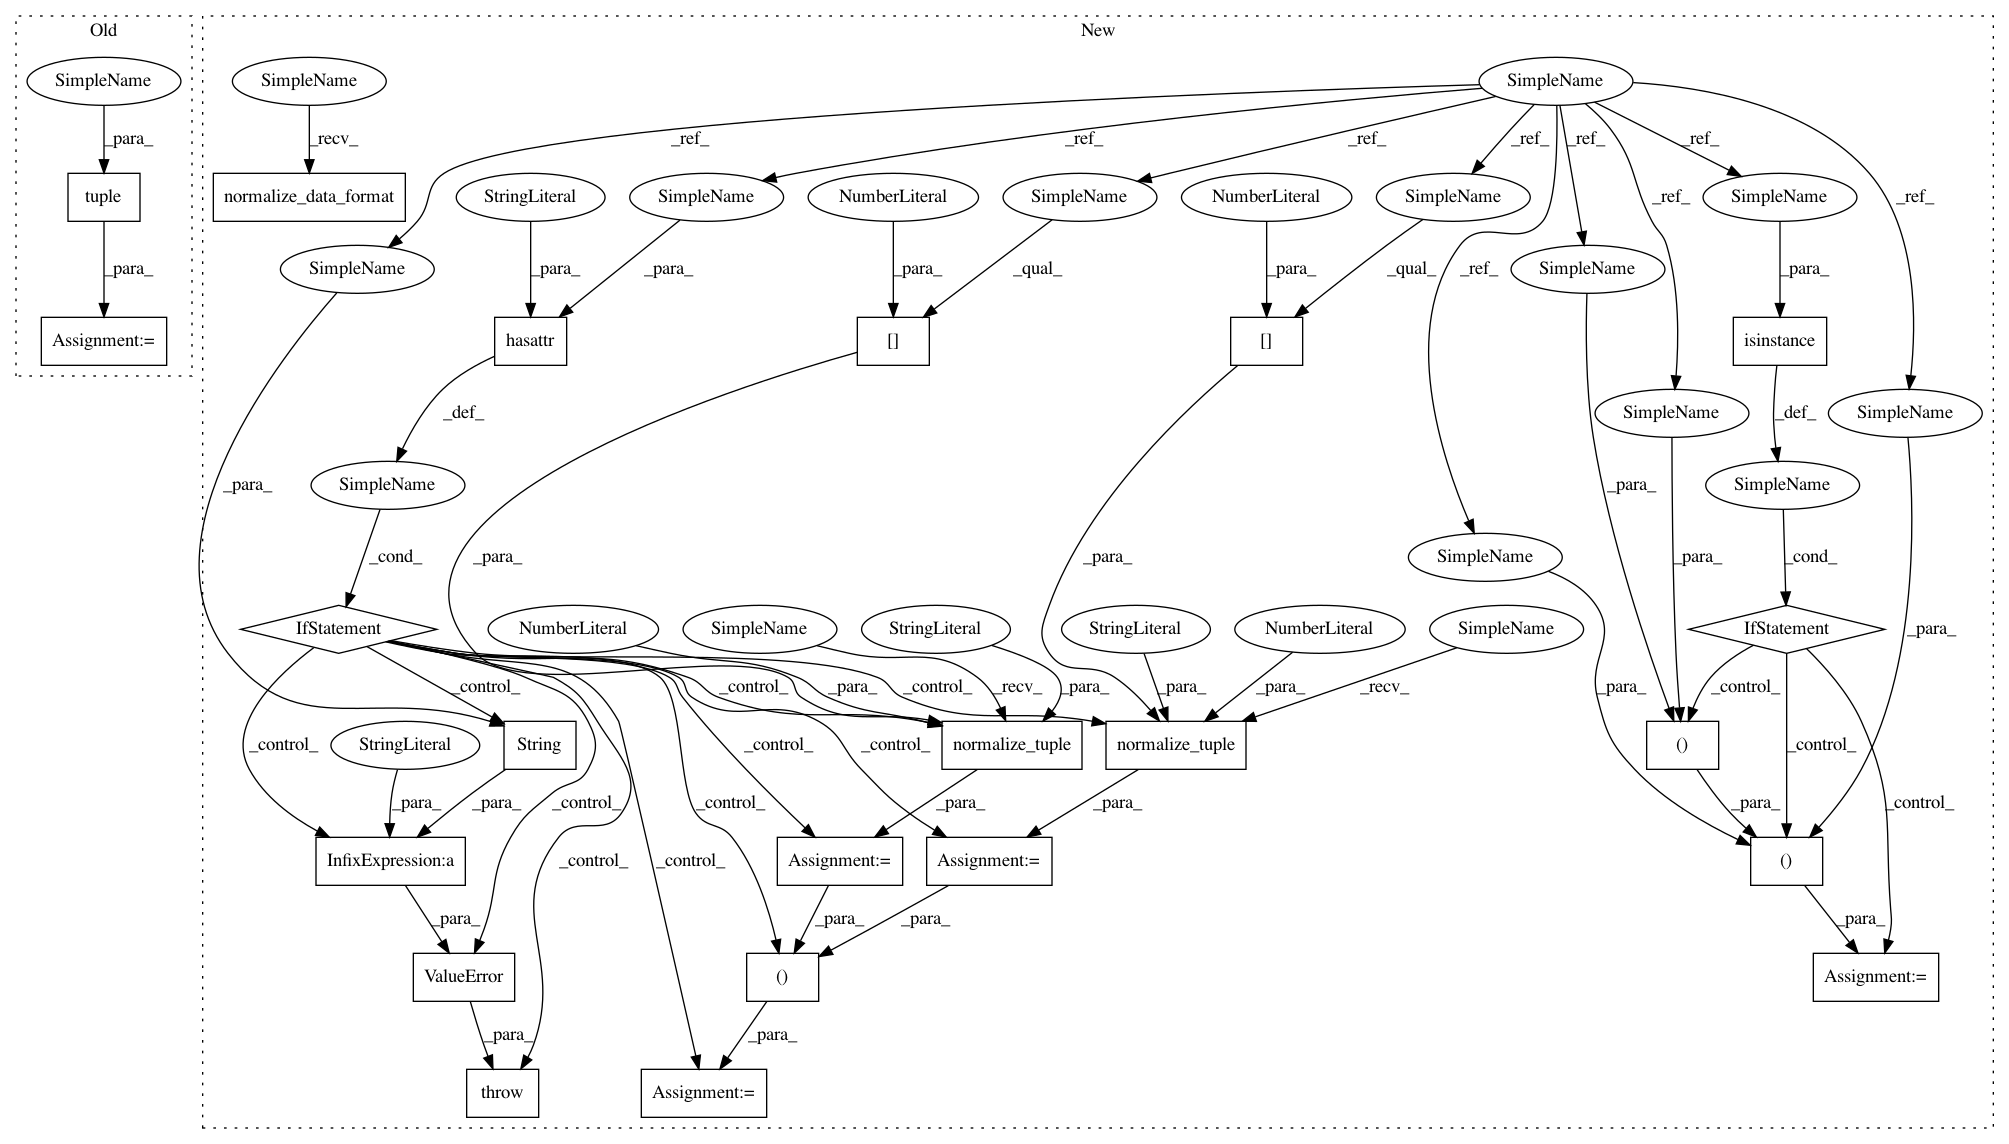 Old
New
SimpleName
SimpleName
SimpleName
_para_
_recv_
_ref_
_ref_
_ref_
_ref_
_ref_
_ref_
tuple
normalize_data_format
StringLiteral
SimpleName
NumberLiteral
SimpleName
NumberLiteral
SimpleName
_ref_
SimpleName
_ref_
_para_
SimpleName
_para_
_para_
_para_
_qual_
_para_
_qual_
_ref_
SimpleName
_para_
Assignment:=
hasattr
[]
[]
isinstance
_def_
SimpleName
_def_
SimpleName
SimpleName
SimpleName
_para_
_para_
_cond_
_para_
_para_
SimpleName
_para_
_cond_
IfStatement
NumberLiteral
SimpleName
StringLiteral
StringLiteral
NumberLiteral
SimpleName
IfStatement
_para_
_control_
_control_
_para_
_control_
_recv_
_para_
_para_
_para_
_recv_
_para_
_control_
_control_
StringLiteral
String
_control_
_control_
normalize_tuple
normalize_tuple
()
_control_
_para_
_para_
_control_
_control_
_para_
_para_
_para_
_control_
InfixExpression:a
_control_
_control_
Assignment:=
Assignment:=
()
_para_
_para_
_para_
_para_
ValueError
()
Assignment:=
_para_
_para_
throw
Assignment:=